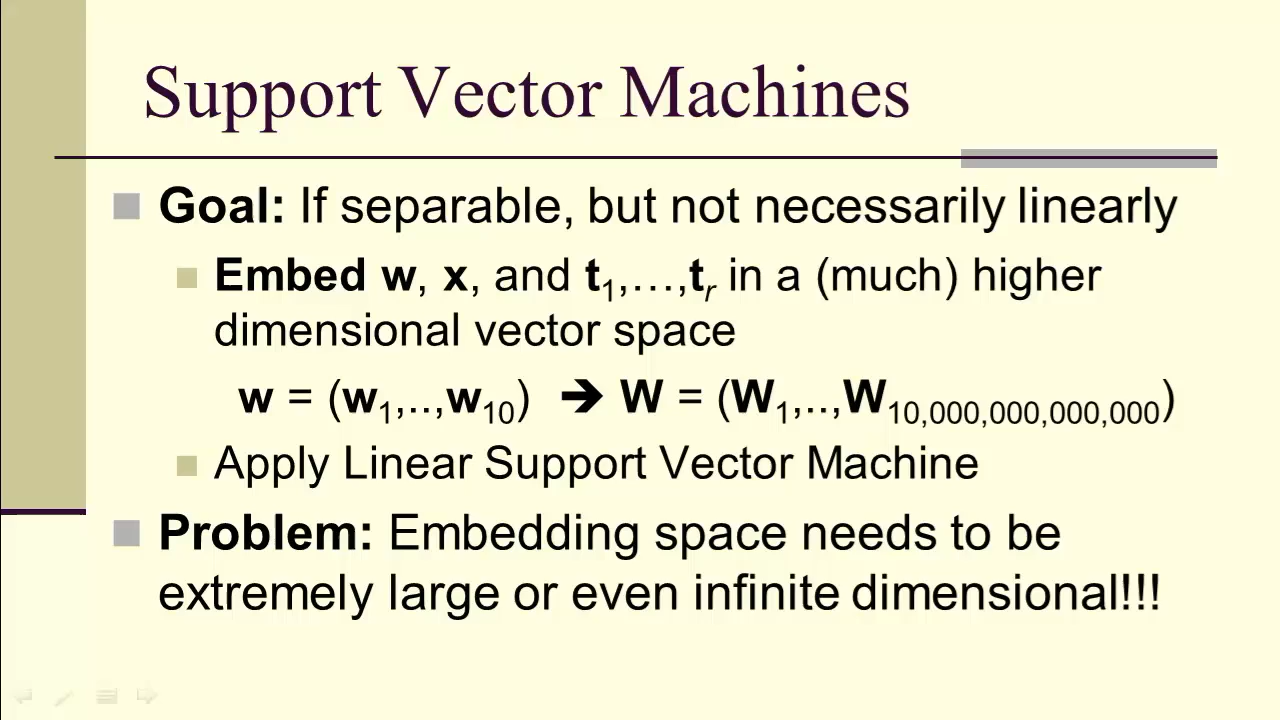 Support Vector Machines
Goal: If separable, but not necessarily linearly
Embed w, x, and t1,…,tr in a (much) higher
dimensional vector space
w = (w1,..,w10) ➔ W = (W1,..,W10,000,000,000,000)
Apply Linear Support Vector Machine
Problem: Embedding space needs to be
extremely large or even infinite dimensional!!!